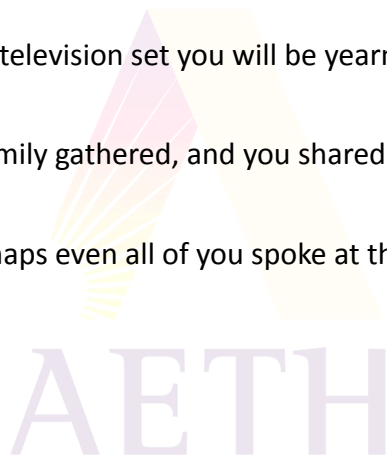 television set you will be yearn
mily gathered, and you shared
aps even all of you spoke at th
AETH